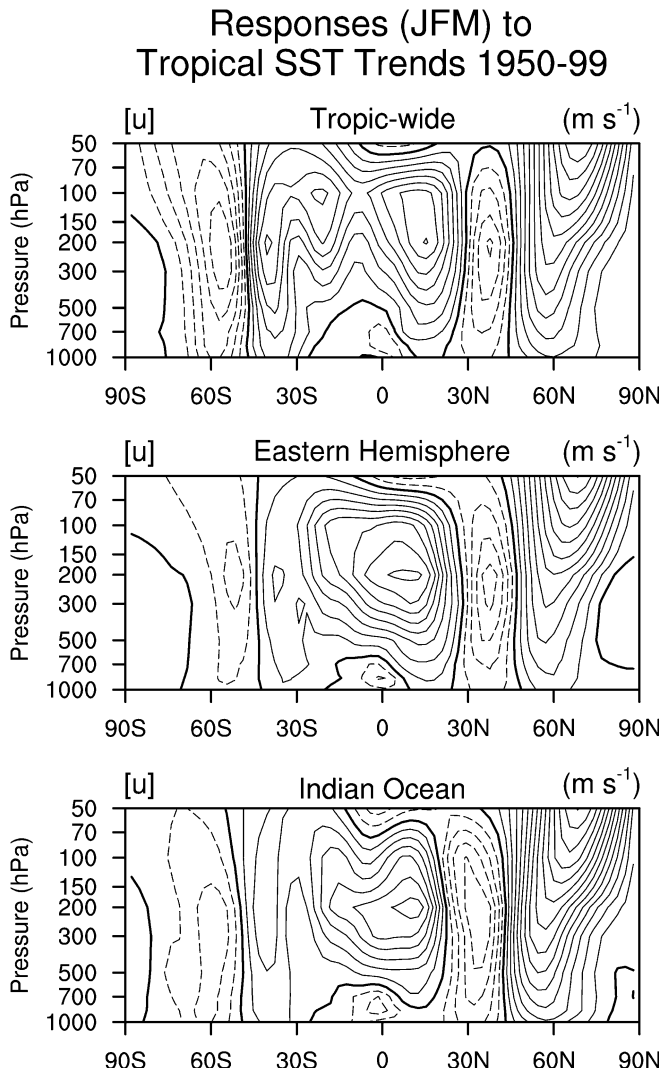 Responses (JFM) to
Tropical SST Trends 1950-99
[u] Tropic-wide (m s⁻¹)
50
70
100
150
200
300
500
700
1000
Pressure (hPa)
90S 60S 30S 0 30N 60N 90N
[u] Eastern Hemisphere (m s⁻¹)
50
70
100
150
200
300
500
700
1000
Pressure (hPa)
90S 60S 30S 0 30N 60N 90N
[u] Indian Ocean (m s⁻¹)
50
70
100
150
200
300
500
700
1000
Pressure (hPa)
90S 60S 30S 0 30N 60N 90N